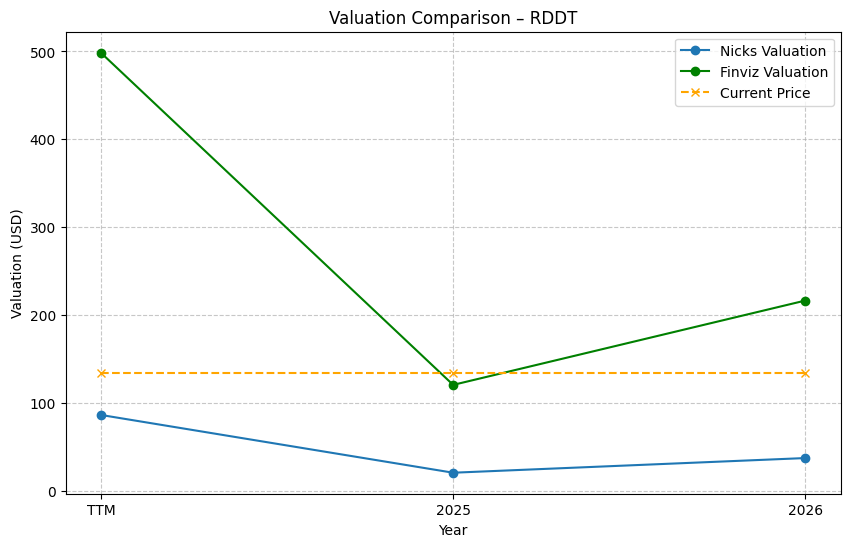 Valuation Comparison – RDDT
Nicks Valuation
Finviz Valuation
Current Price
Valuation (USD)
500
400
300
200
100
0
TTM
2025
2026
Year